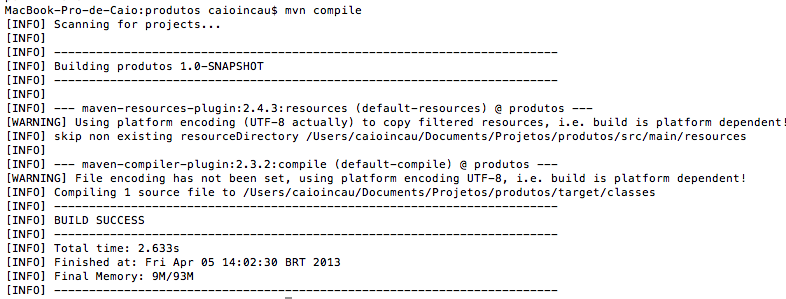 MacBook-Pro-de-Caio:produtos caioincau$ mvn compile
[INFO] Scanning for projects...
[INFO]
[INFO] ------------------------------------------------------------------------
[INFO] Building produtos 1.0-SNAPSHOT
[INFO] ------------------------------------------------------------------------
[INFO]
[INFO] --- maven-resources-plugin:2.4.3:resources (default-resources) @ produtos ---
[WARNING] Using platform encoding (UTF-8 actually) to copy filtered resources, i.e. build is platform dependent!
[INFO] skip non existing resourceDirectory /Users/caioincau/Documents/Projetos/produtos/src/main/resources
[INFO]
[INFO] --- maven-compiler-plugin:2.3.2:compile (default-compile) @ produtos ---
[WARNING] File encoding has not been set, using platform encoding UTF-8, i.e. build is platform dependent!
[INFO] Compiling 1 source file to /Users/caioincau/Documents/Projetos/produtos/target/classes
[INFO] ------------------------------------------------------------------------
[INFO] BUILD SUCCESS
[INFO] ------------------------------------------------------------------------
[INFO] Total time: 2.633s
[INFO] Finished at: Fri Apr 05 14:02:30 BRT 2013
[INFO] Final Memory: 9M/93M
[INFO] ------------------------------------------------------------------------